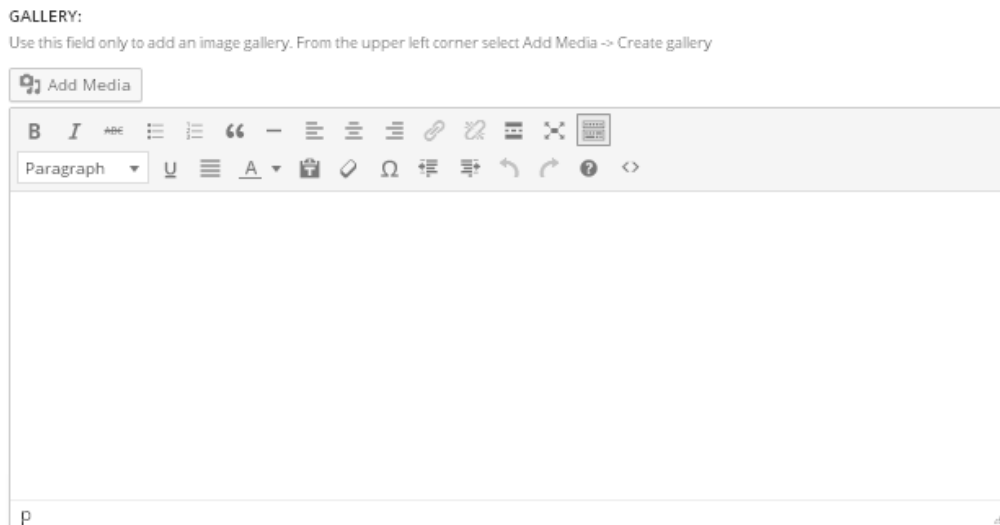 GALLERY:
Use this field only to add an image gallery. From the upper left corner select Add Media -> Create gallery
Add Media
B I ABC
Paragraph U A Ω ? <>
p